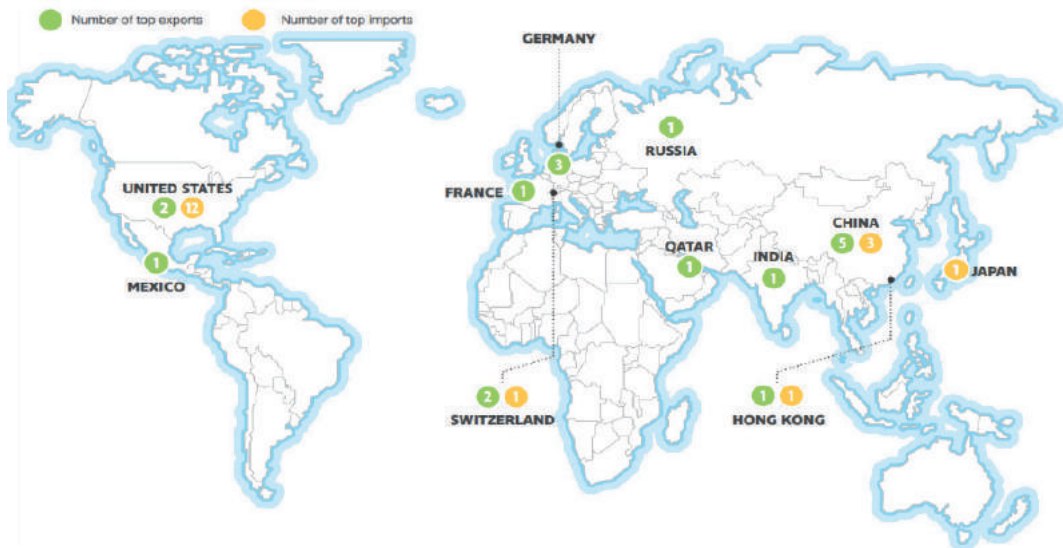 Number of top exports
Number of top imports
GERMANY
1
RUSSIA
3
FRANCE
1
UNITED STATES
2
12
CHINA
5
3
QATAR
1
INDIA
1
1
JAPAN
1
MEXICO
2
1
SWITZERLAND
1
1
HONG KONG